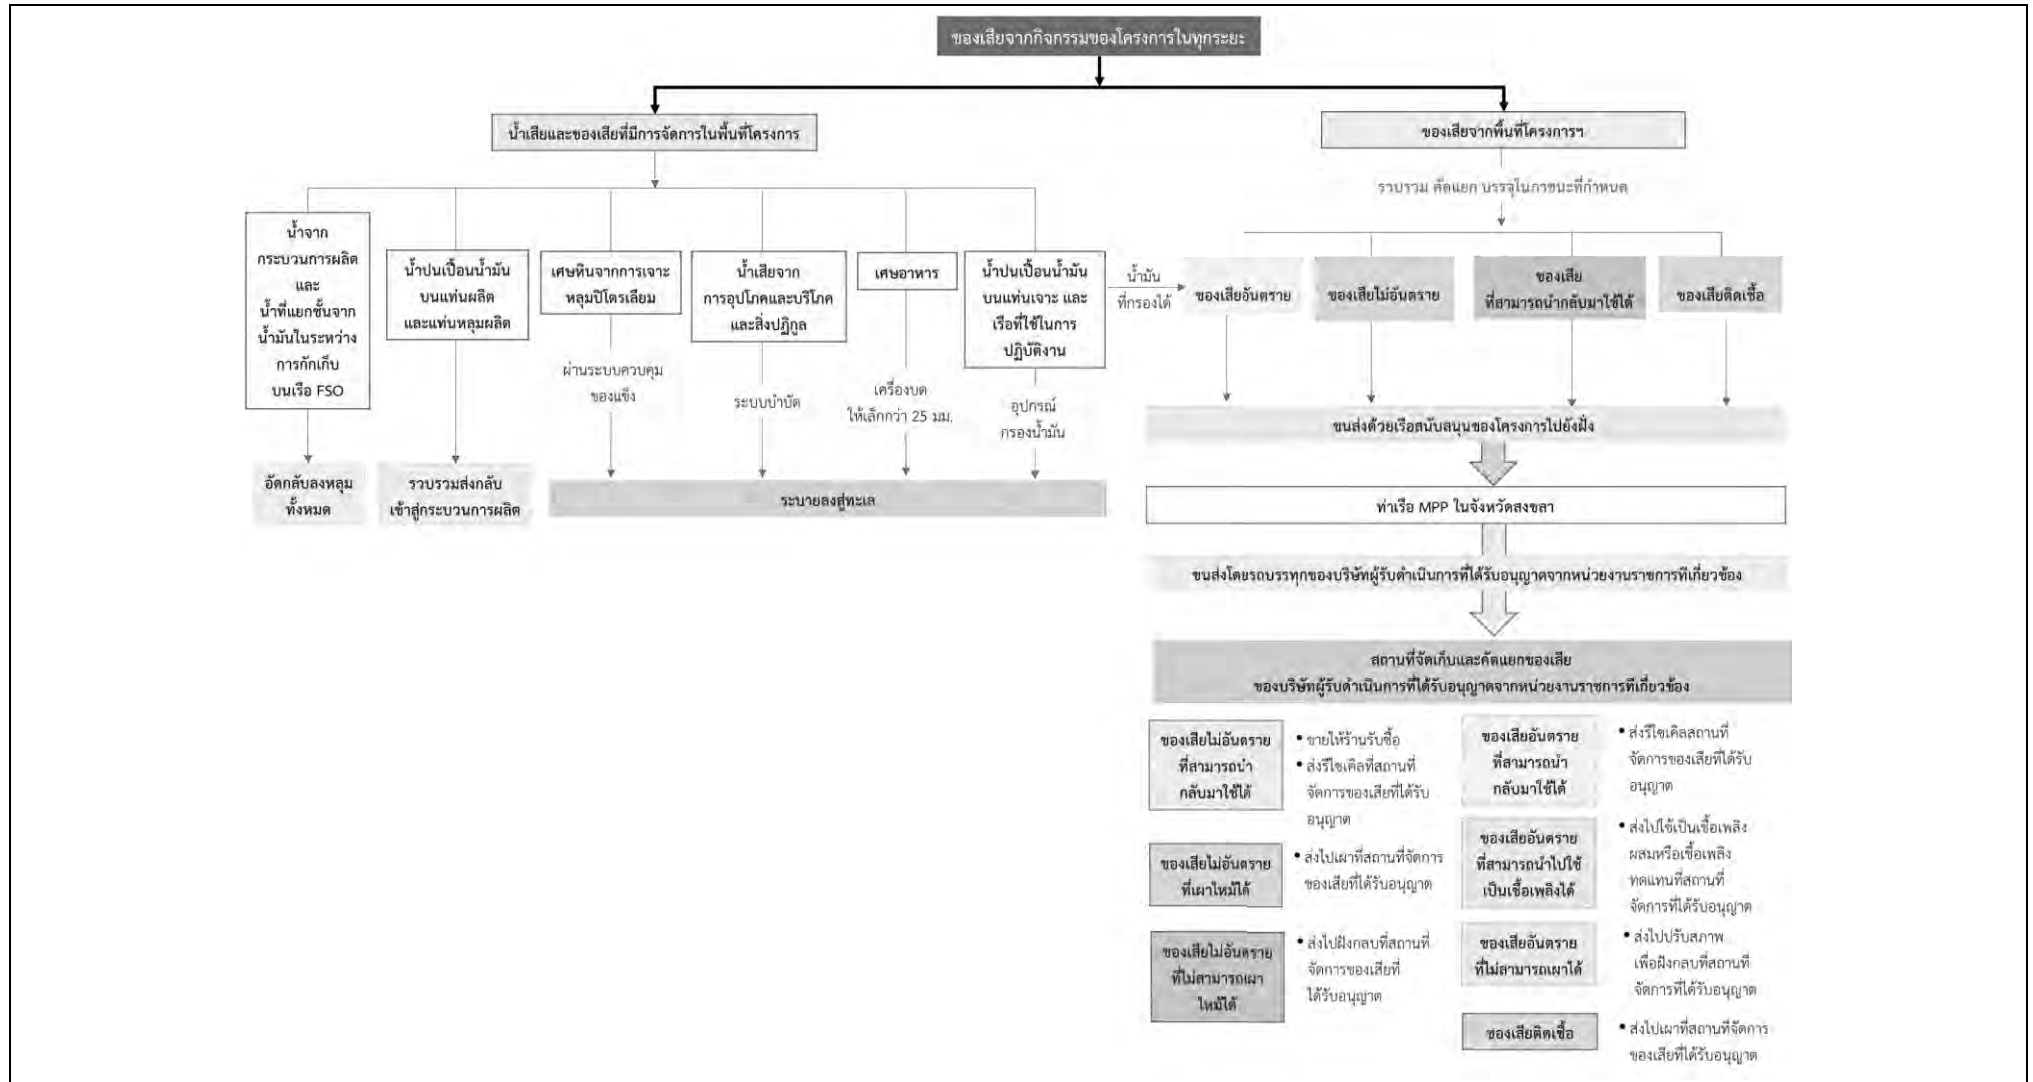 ของเสียจากกิจกรรมของโครงการในทุกระยะ
น้ำเสียและของเสียที่มีการจัดการในพื้นที่โครงการ
น้ำจาก
กระบวนการผลิต
และ
น้ำที่แยกชั้นจาก
น้ำมันในระหว่าง
การกักเก็บ
บนเรือ FSO
อัดกลับลงหลุม
ทั้งหมด
น้ำปนเปื้อนน้ำมัน
บนแท่นผลิต
และแท่นหลุมผลิต
รวบรวมส่งกลับ
เข้าสู่กระบวนการผลิต
เศษหินจากการเจาะ
หลุมปิโตรเลียม
ผ่านระบบควบคุม
ของแข็ง
น้ำเสียจาก
การอุปโภคและบริโภค
และสิ่งปฏิกูล
ระบบบำบัด
เศษอาหาร
เครื่องบด
ให้เล็กกว่า 25 มม.
น้ำปนเปื้อนน้ำมัน
บนแท่นเจาะ และ
เรือที่ใช้ในการ
ปฏิบัติงาน
อุปกรณ์
กรองน้ำมัน
ระบายลงสู่ทะเล
น้ำมัน
ที่กรองได้
ของเสียจากพื้นที่โครงการฯ
รวบรวม คัดแยก บรรจุในภาชนะที่กำหนด
ของเสียอันตราย
ของเสียไม่อันตราย
ของเสีย
ที่สามารถนำกลับมาใช้ได้
ของเสียติดเชื้อ
ขนส่งด้วยเรือสนับสนุนของโครงการไปยังฝั่ง
ท่าเรือ MPP ในจังหวัดสงขลา
ขนส่งโดยรถบรรทุกของบริษัทผู้รับดำเนินการที่ได้รับอนุญาตจากหน่วยงานราชการที่เกี่ยวข้อง
สถานที่จัดเก็บและคัดแยกของเสีย
ของบริษัทผู้รับดำเนินการที่ได้รับอนุญาตจากหน่วยงานราชการที่เกี่ยวข้อง
ของเสียไม่อันตราย
ที่สามารถนำ
กลับมาใช้ได้
• ขายให้ร้านรับซื้อ
• ส่งรีไซเคิลที่สถานที่
จัดการของเสียที่ได้รับ
อนุญาต
ของเสียไม่อันตราย
ที่เผาไหม้ได้
• ส่งไปเผาที่สถานที่จัดการ
ของเสียที่ได้รับอนุญาต
ของเสียไม่อันตราย
ที่ไม่สามารถเผา
ไหม้ได้
• ส่งไปฝังกลบที่สถานที่
จัดการของเสียที่
ได้รับอนุญาต
ของเสียอันตราย
ที่สามารถนำ
กลับมาใช้ได้
• ส่งรีไซเคิลสถานที่
จัดการของเสียที่ได้รับ
อนุญาต
ของเสียอันตราย
ที่สามารถนำไปใช้
เป็นเชื้อเพลิงได้
• ส่งไปใช้เป็นเชื้อเพลิง
ผสมหรือเชื้อเพลิง
ทดแทนที่สถานที่
จัดการที่ได้รับอนุญาต
ของเสียอันตราย
ที่ไม่สามารถเผาได้
• ส่งไปปรับสภาพ
เพื่อฝังกลบที่สถานที่
จัดการที่ได้รับอนุญาต
ของเสียติดเชื้อ
• ส่งไปเผาที่สถานที่จัดการ
ของเสียที่ได้รับอนุญาต